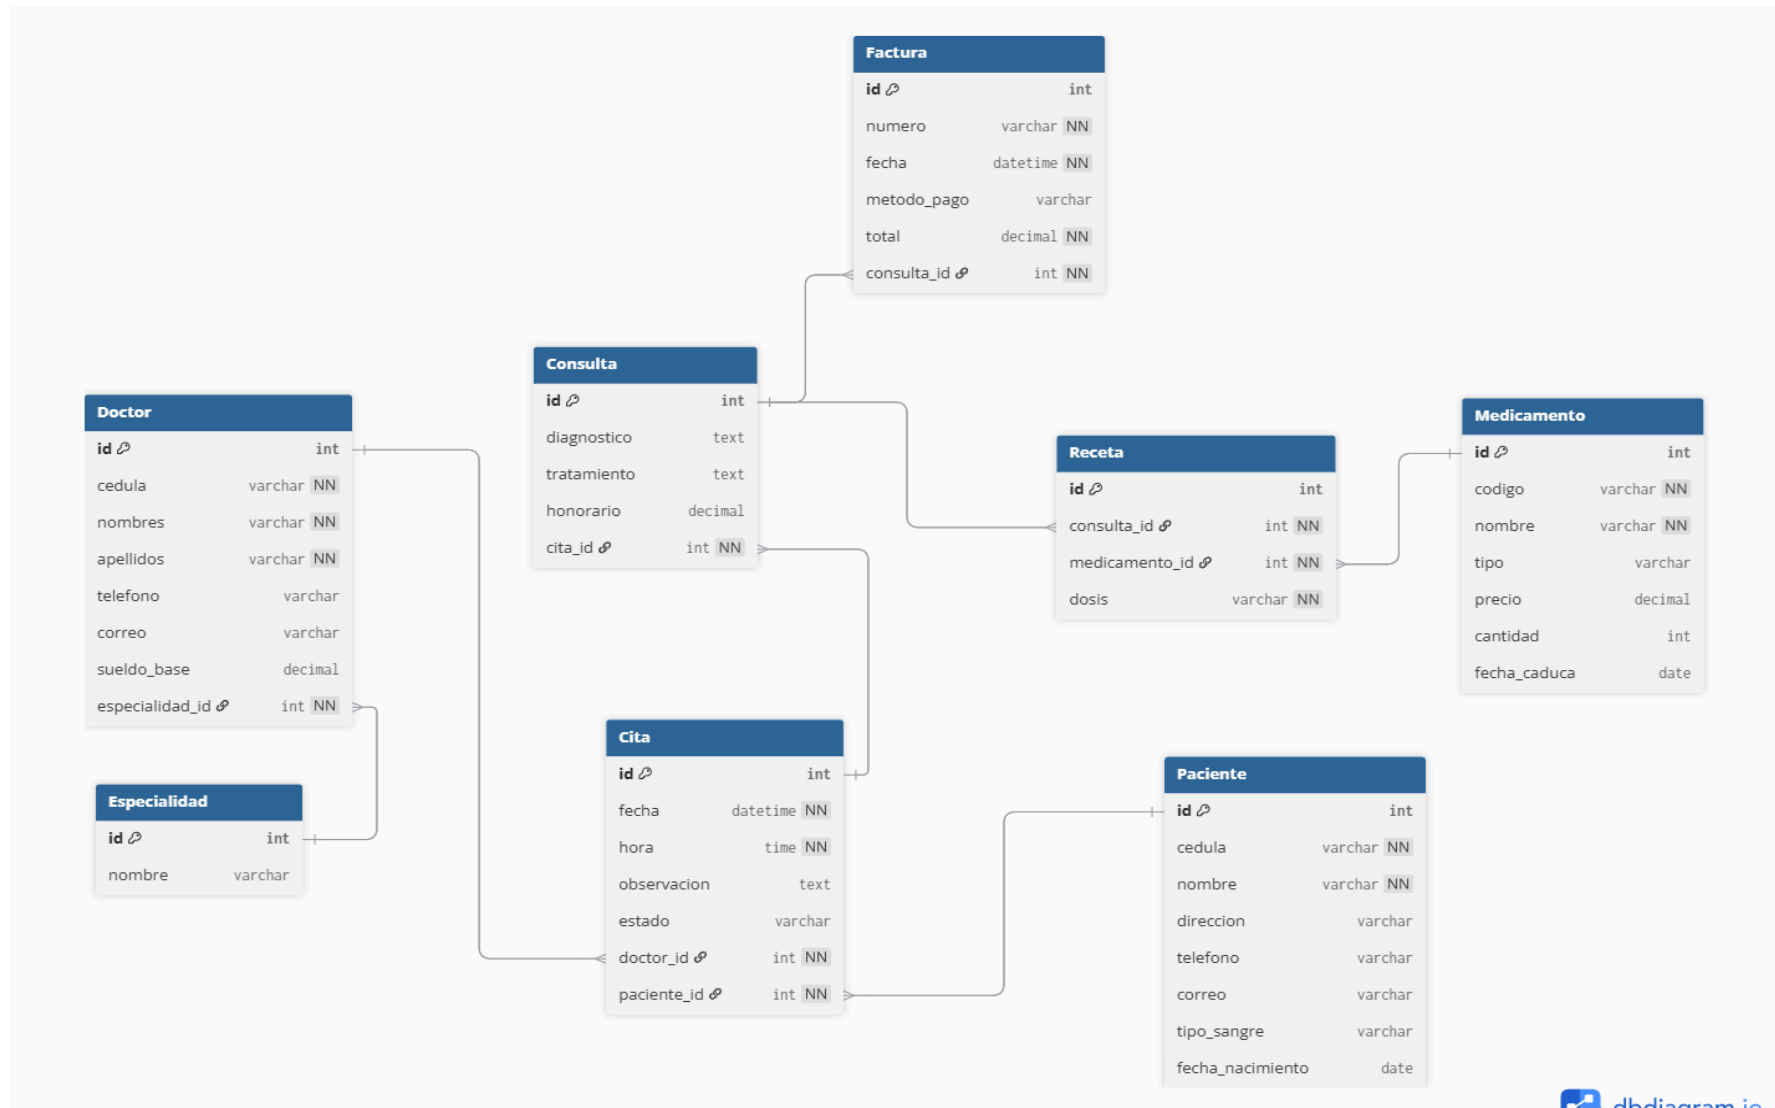 Factura
id int
numero varchar NN
fecha datetime NN
metodo_pago varchar
total decimal NN
consulta_id int NN
Consulta
id int
diagnostico text
tratamiento text
honorario decimal
cita_id int NN
Doctor
id int
cedula varchar NN
nombres varchar NN
apellidos varchar NN
telefono varchar
correo varchar
sueldo_base decimal
especialidad_id int NN
Medicamento
id int
codigo varchar NN
nombre varchar NN
tipo varchar
precio decimal
cantidad int
fecha_caduca date
Receta
id int
consulta_id int NN
medicamento_id int NN
dosis varchar NN
Cita
id int
fecha datetime NN
hora time NN
observacion text
estado varchar
doctor_id int NN
paciente_id int NN
Especialidad
id int
nombre varchar
Paciente
id int
cedula varchar NN
nombre varchar NN
direccion varchar
telefono varchar
correo varchar
tipo_sangre varchar
fecha_nacimiento date
dbdiagram.io